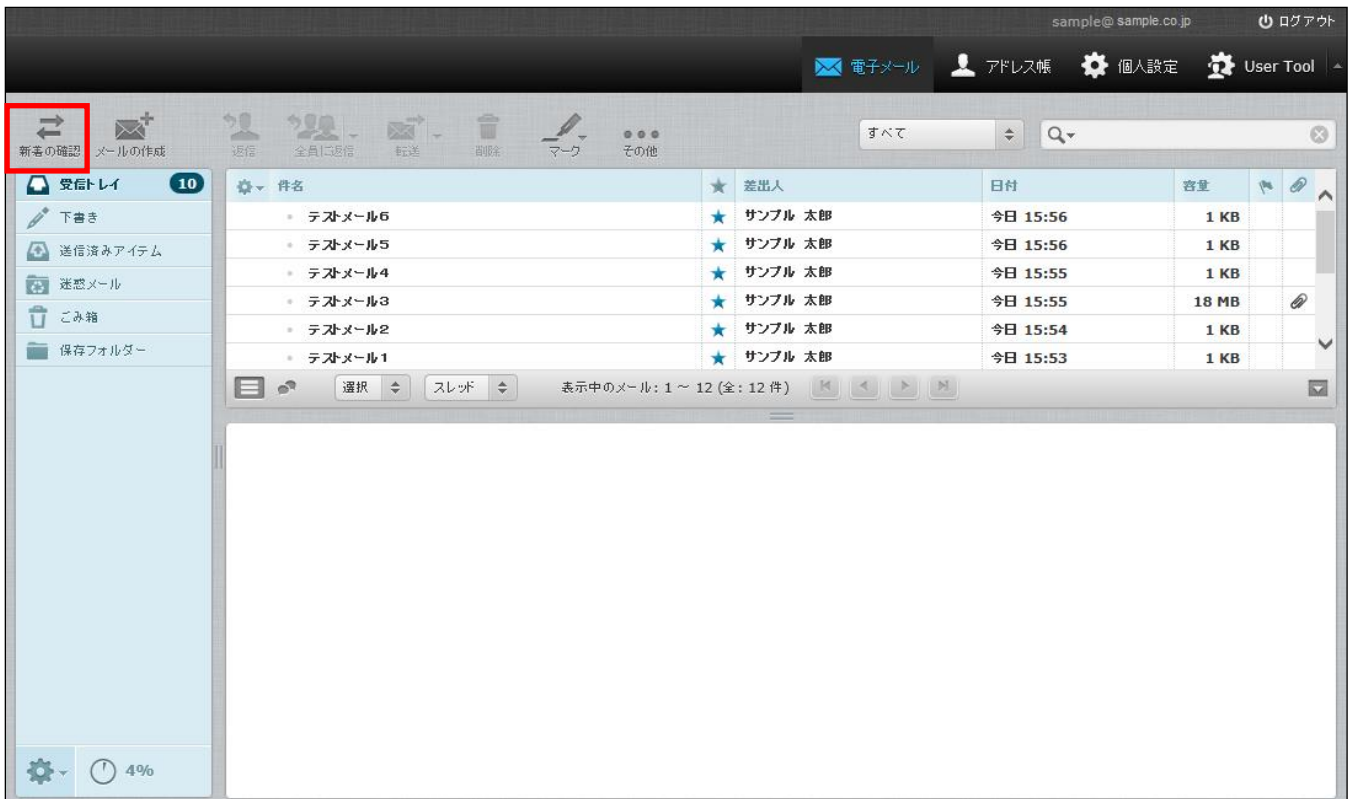 sample@ sample.co.jp ログアウト
電子メール アドレス帳 個人設定 User Tool
新着の確認 メールの作成 返信 全員に返信 転送 削除 マーク その他 すべて
受信トレイ 10
下書き
送信済みアイテム
迷惑メール
ごみ箱
保存フォルダー
件名 差出人 日付 容量
テストメール6 サンプル 太郎 今日 15:56 1 KB
テストメール5 サンプル 太郎 今日 15:56 1 KB
テストメール4 サンプル 太郎 今日 15:55 1 KB
テストメール3 サンプル 太郎 今日 15:55 18 MB
テストメール2 サンプル 太郎 今日 15:54 1 KB
テストメール1 サンプル 太郎 今日 15:53 1 KB
選択 スレッド 表示中のメール: 1 ~ 12 (全: 12 件)
4%